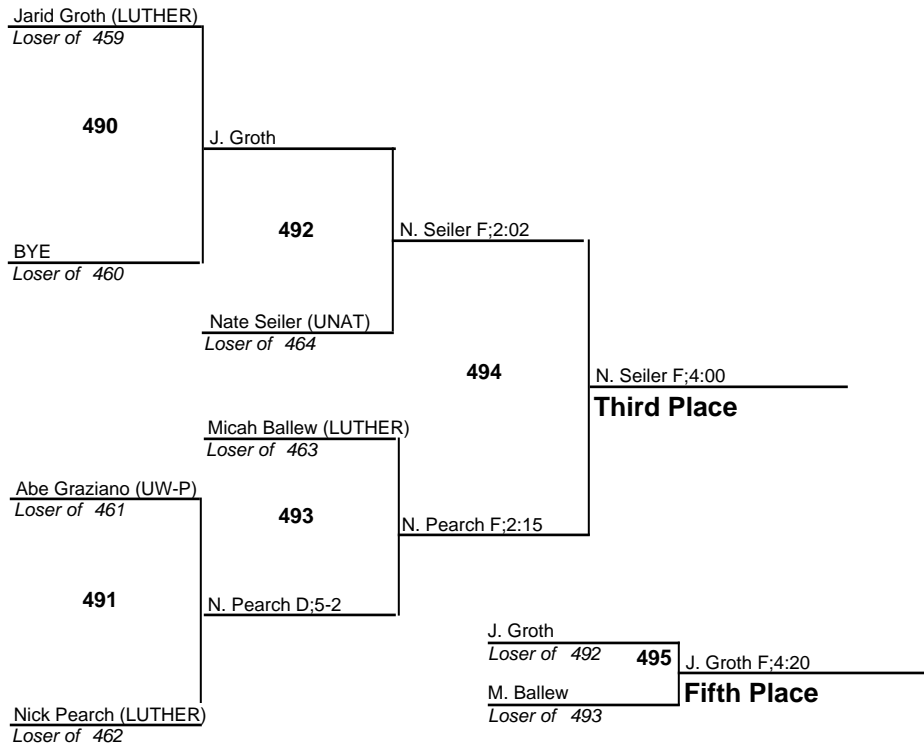 Jarid Groth (LUTHER)
Loser of 459
490
J. Groth
BYE
Loser of 460
492
N. Seiler F;2:02
Nate Seiler (UNAT)
Loser of 464
494
N. Seiler F;4:00
Third Place
Micah Ballew (LUTHER)
Loser of 463
Abe Graziano (UW-P)
Loser of 461
493
N. Pearch F;2:15
491
N. Pearch D;5-2
Nick Pearch (LUTHER)
Loser of 462
J. Groth
Loser of 492
495
J. Groth F;4:20
Fifth Place
M. Ballew
Loser of 493